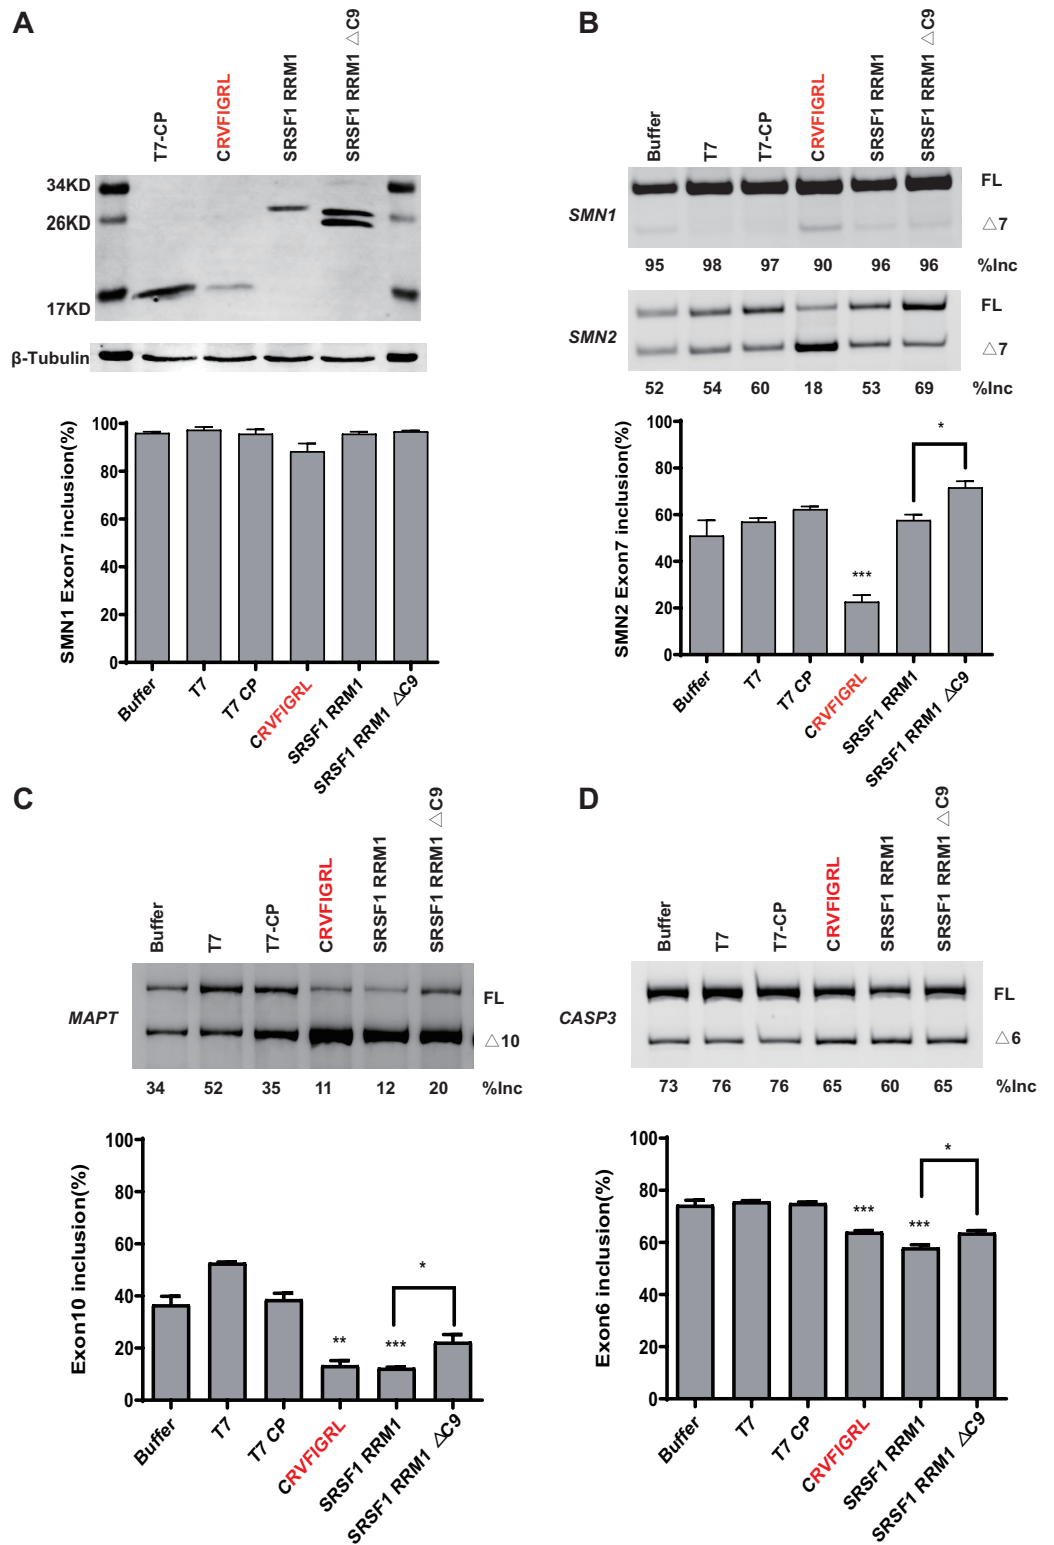 A
T7-CP
CRVFIGRL
SRSF1 RRM1
SRSF1 RRM1 △C9
34KD
26KD
17KD
β-Tubulin
100
80
60
40
20
0
SMN1 Exon7 inclusion(%)
Buffer
T7
T7 CP
CRVFIGRL
SRSF1 RRM1
SRSF1 RRM1 ΔC9
B
Buffer
T7
T7-CP
CRVFIGRL
SRSF1 RRM1
SRSF1 RRM1 △C9
SMN1
FL
△7
95 98 97 90 96 96 %Inc
SMN2
FL
△7
52 54 60 18 53 69 %Inc
100
80
60
40
20
0
SMN2 Exon7 inclusion(%)
***
*
Buffer
T7
T7 CP
CRVFIGRL
SRSF1 RRM1
SRSF1 RRM1 ΔC9
C
Buffer
T7
T7-CP
CRVFIGRL
SRSF1 RRM1
SRSF1 RRM1 △C9
MAPT
FL
△10
34 52 35 11 12 20 %Inc
100
80
60
40
20
0
Exon10 inclusion(%)
**
***
*
Buffer
T7
T7 CP
CRVFIGRL
SRSF1 RRM1
SRSF1 RRM1 ΔC9
D
Buffer
T7
T7-CP
CRVFIGRL
SRSF1 RRM1
SRSF1 RRM1 △C9
CASP3
FL
△6
73 76 76 65 60 65 %Inc
100
80
60
40
20
0
Exon6 inclusion(%)
***
***
*
Buffer
T7
T7 CP
CRVFIGRL
SRSF1 RRM1
SRSF1 RRM1 ΔC9